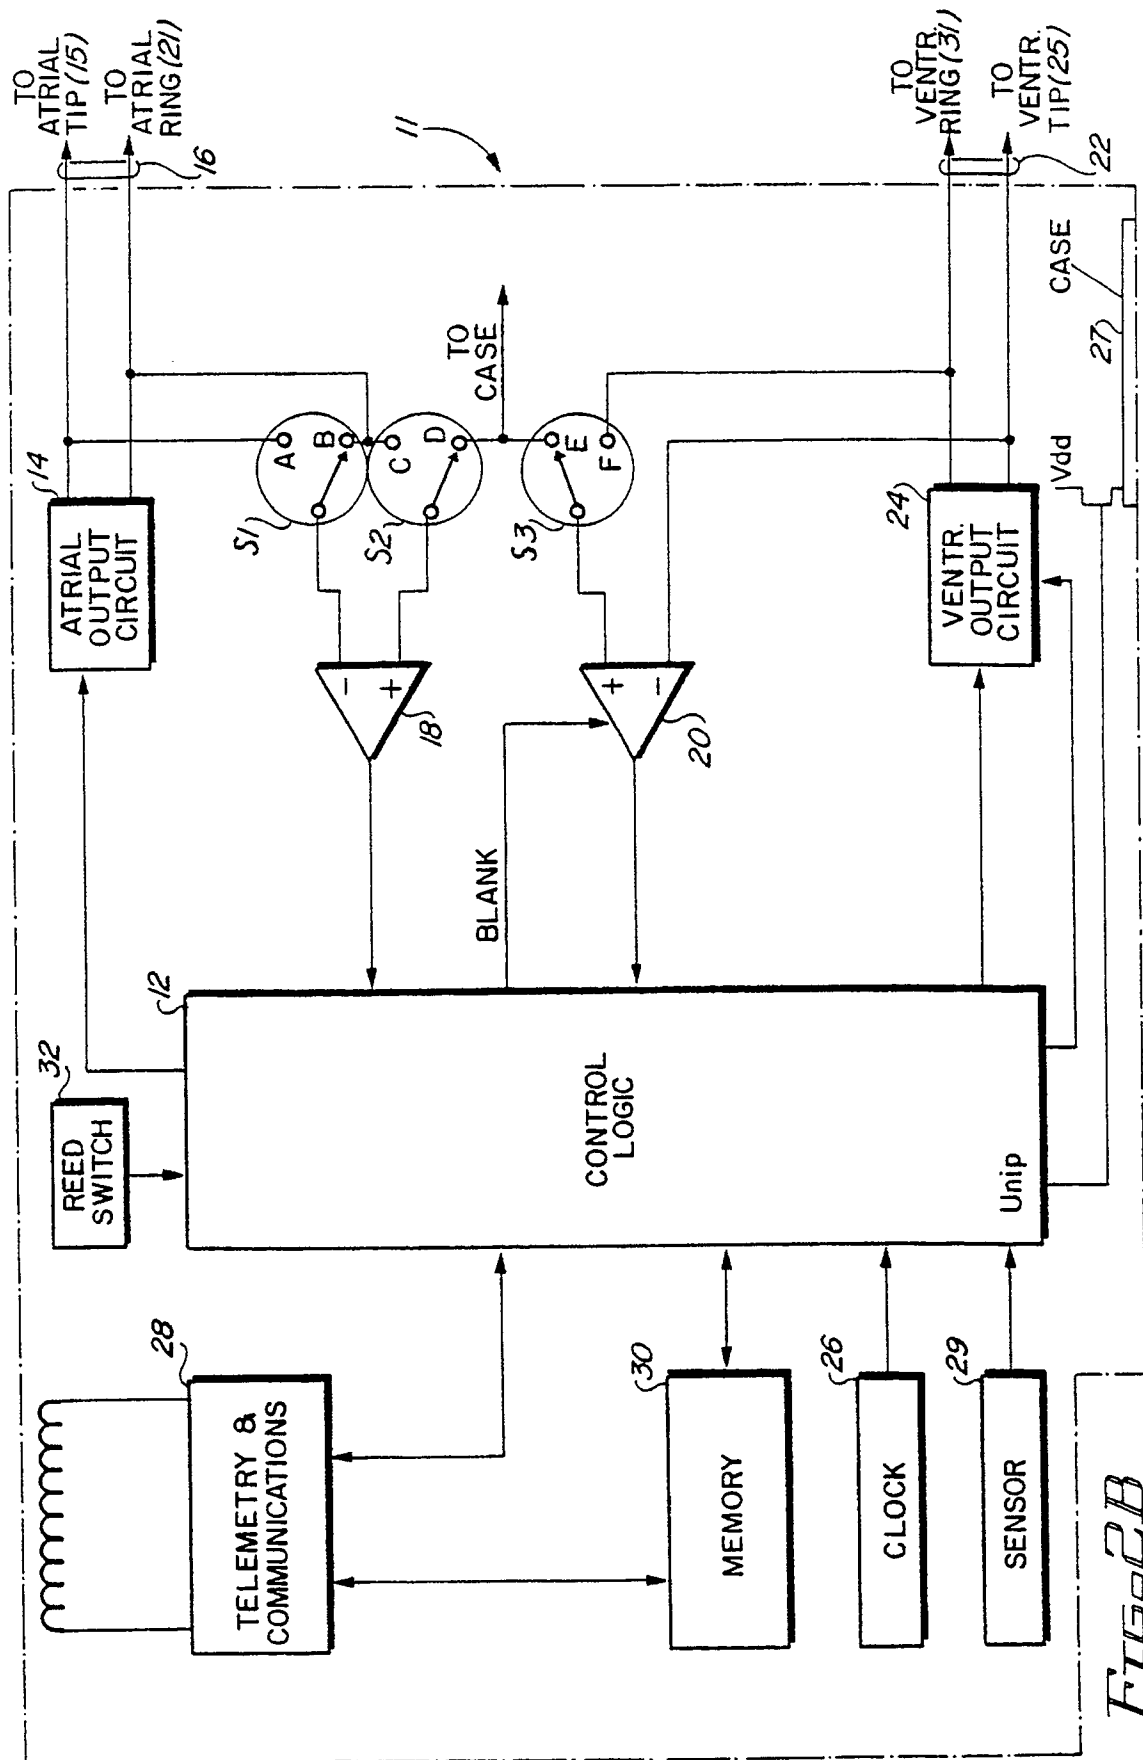 TO
ATRIAL
TIP (15)
TO
ATRIAL
RING (21)
16
14
ATRIAL
OUTPUT
CIRCUIT
32
REED
SWITCH
28
TELEMETRY &
COMMUNICATIONS
11
S1
A
B
S2
C
D
TO
CASE
S3
E
F
-
+
18
+
-
20
BLANK
12
CONTROL
LOGIC
Unip
30
MEMORY
26
CLOCK
29
SENSOR
24
VENTR.
OUTPUT
CIRCUIT
TO
VENTR.
RING (31)
TO
VENTR.
TIP (25)
22
Vdd
27
CASE
FIG-2B